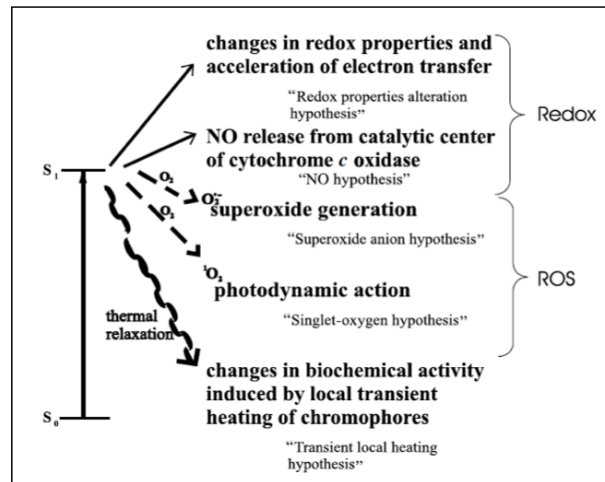 changes in redox properties and
acceleration of electron transfer
“Redox properties alteration
hypothesis”
Redox
NO release from catalytic center
of cytochrome c oxidase
“NO hypothesis”
S₁
O₂
O₂•−
superoxide generation
“Superoxide anion hypothesis”
O₂
ROS
¹O₂
photodynamic action
“Singlet-oxygen hypothesis”
thermal
relaxation
changes in biochemical activity
induced by local transient
heating of chromophores
S₀
“Transient local heating
hypothesis”